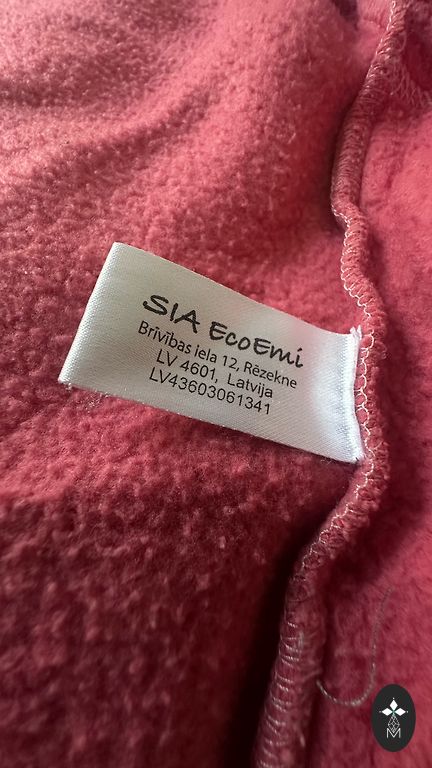 SIA EcoEmi
Brīvības iela 12, Rēzekne
LV 4601, Latvija
LV43603061341
M